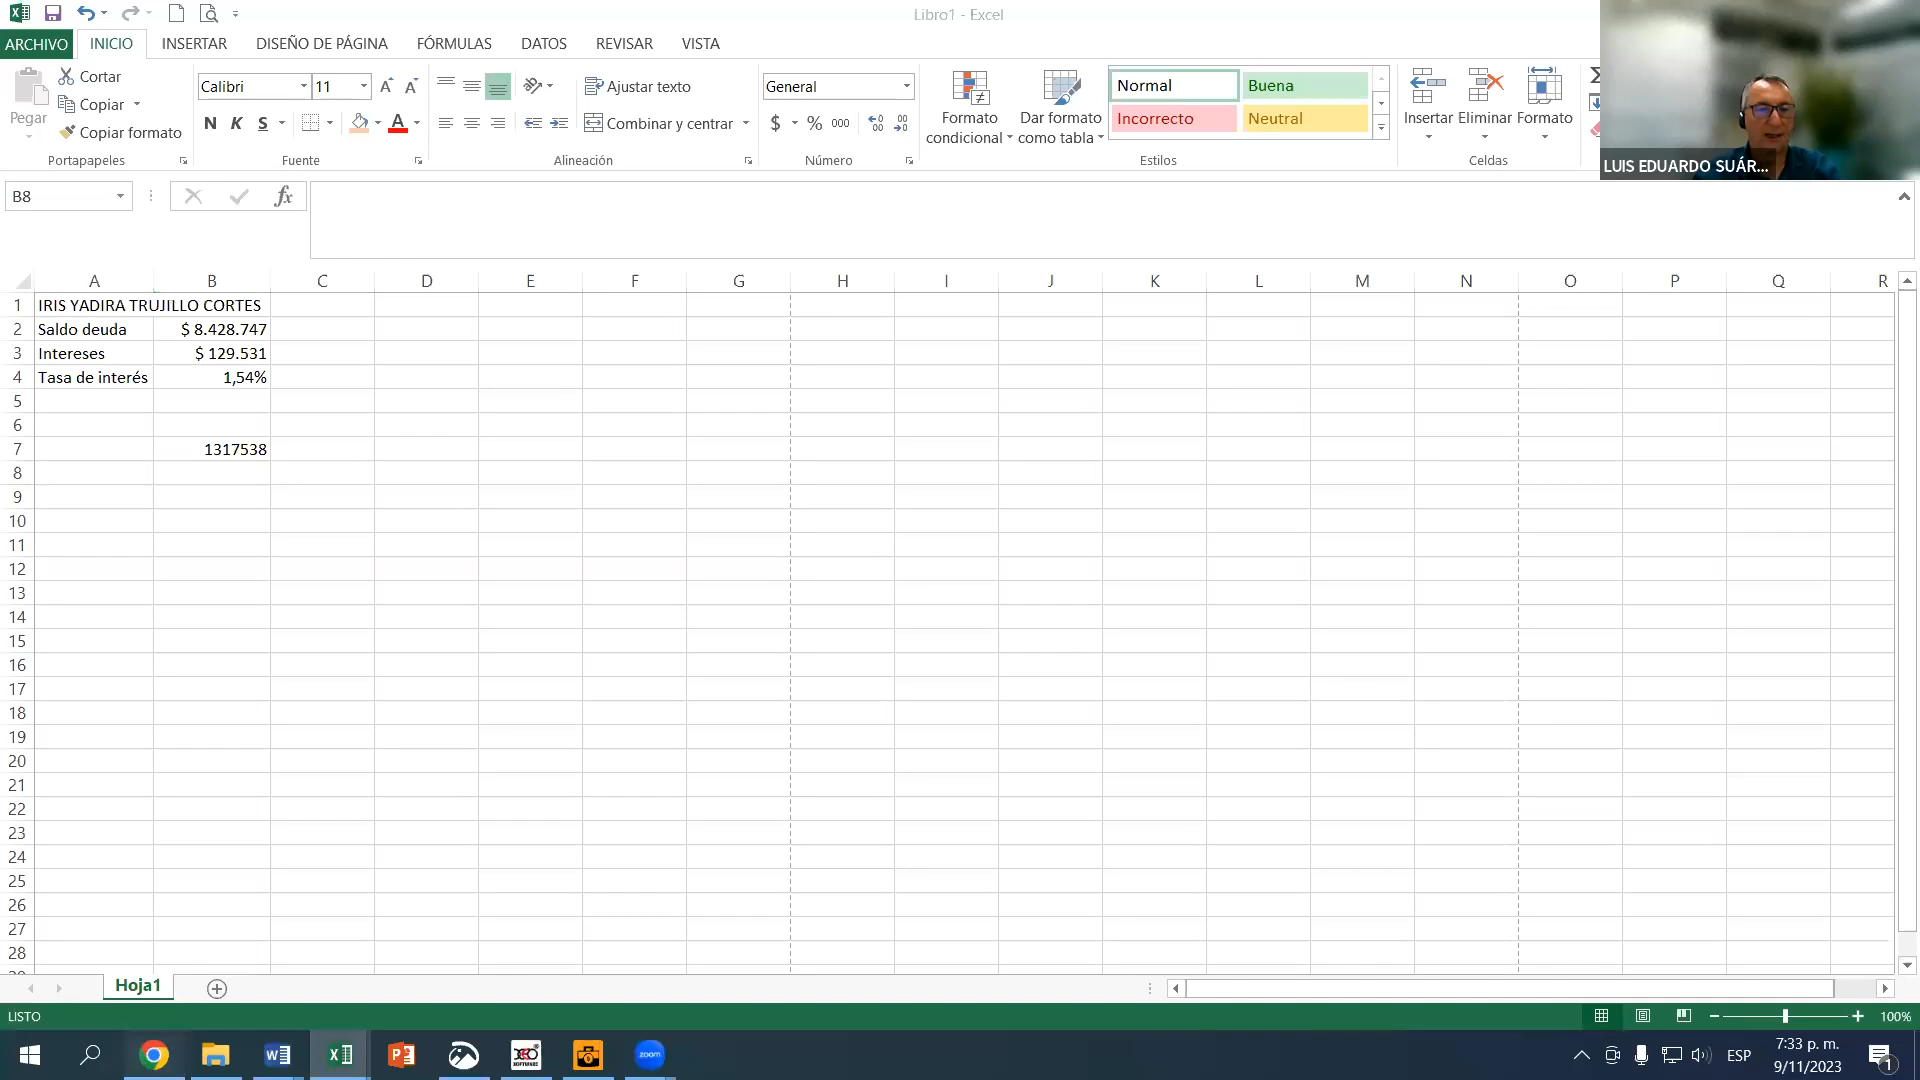 Libro1 - Excel
ARCHIVO INICIO INSERTAR DISEÑO DE PÁGINA FÓRMULAS DATOS REVISAR VISTA
Pegar
Cortar
Copiar
Copiar formato
Portapapeles
Calibri 11
N K S
Fuente
Ajustar texto
Combinar y centrar
Alineación
General
$ % 000
Número
Formato condicional
Dar formato como tabla
Normal Buena
Incorrecto Neutral
Estilos
Insertar Eliminar Formato
Celdas
LUIS EDUARDO SUÁR...
B8
fx
A B C D E F G H I J K L M N O P Q R
1 IRIS YADIRA TRUJILLO CORTES
2 Saldo deuda $ 8.428.747
3 Intereses $ 129.531
4 Tasa de interés 1,54%
5
6
7 1317538
8
9
10
11
12
13
14
15
16
17
18
19
20
21
22
23
24
25
26
27
28
Hoja1
LISTO
100%
zoom
ESP
7:33 p. m.
9/11/2023
1